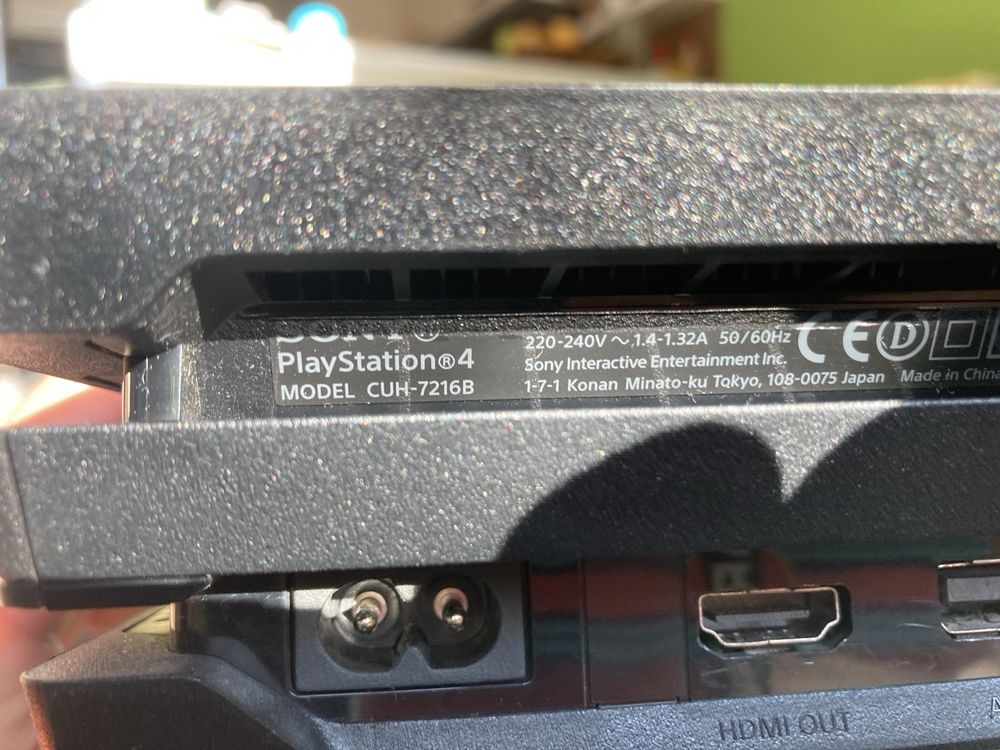 SONY®
PlayStation®4
MODEL CUH-7216B
220-240V ~ 1.4-1.32A 50/60Hz
Sony Interactive Entertainment Inc.
1-7-1 Konan Minato-ku Tokyo, 108-0075 Japan Made in China
CE D
HDMI OUT